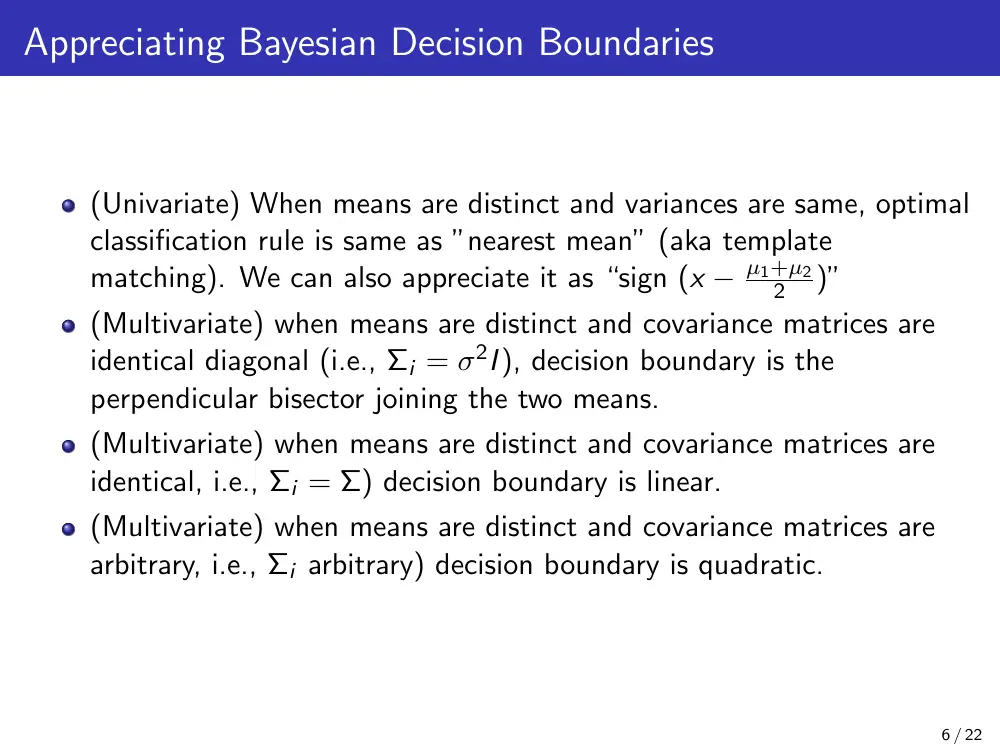 Appreciating Bayesian Decision Boundaries
(Univariate) When means are distinct and variances are same, optimal
classification rule is same as ”nearest mean” (aka template
matching). We can also appreciate it as “sign (x − \frac{μ₁+μ₂}{2})”
(Multivariate) when means are distinct and covariance matrices are
identical diagonal (i.e., Σᵢ = σ²I), decision boundary is the
perpendicular bisector joining the two means.
(Multivariate) when means are distinct and covariance matrices are
identical, i.e., Σᵢ = Σ) decision boundary is linear.
(Multivariate) when means are distinct and covariance matrices are
arbitrary, i.e., Σᵢ arbitrary) decision boundary is quadratic.
6 / 22